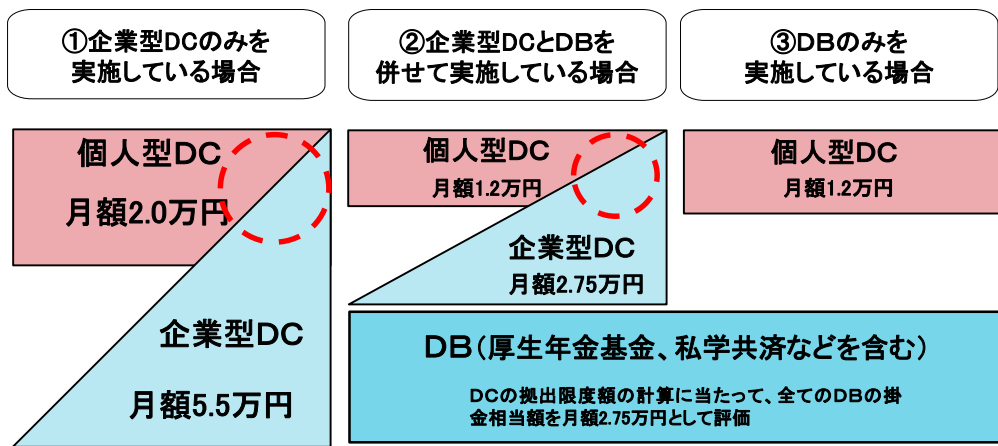 ①企業型DCのみを
実施している場合
②企業型DCとDBを
併せて実施している場合
③DBのみを
実施している場合
個人型DC
月額2.0万円
企業型DC
月額5.5万円
個人型DC
月額1.2万円
企業型DC
月額2.75万円
個人型DC
月額1.2万円
DB(厚生年金基金、私学共済などを含む)
DCの拠出限度額の計算に当たって、全てのDBの掛
金相当額を月額2.75万円として評価